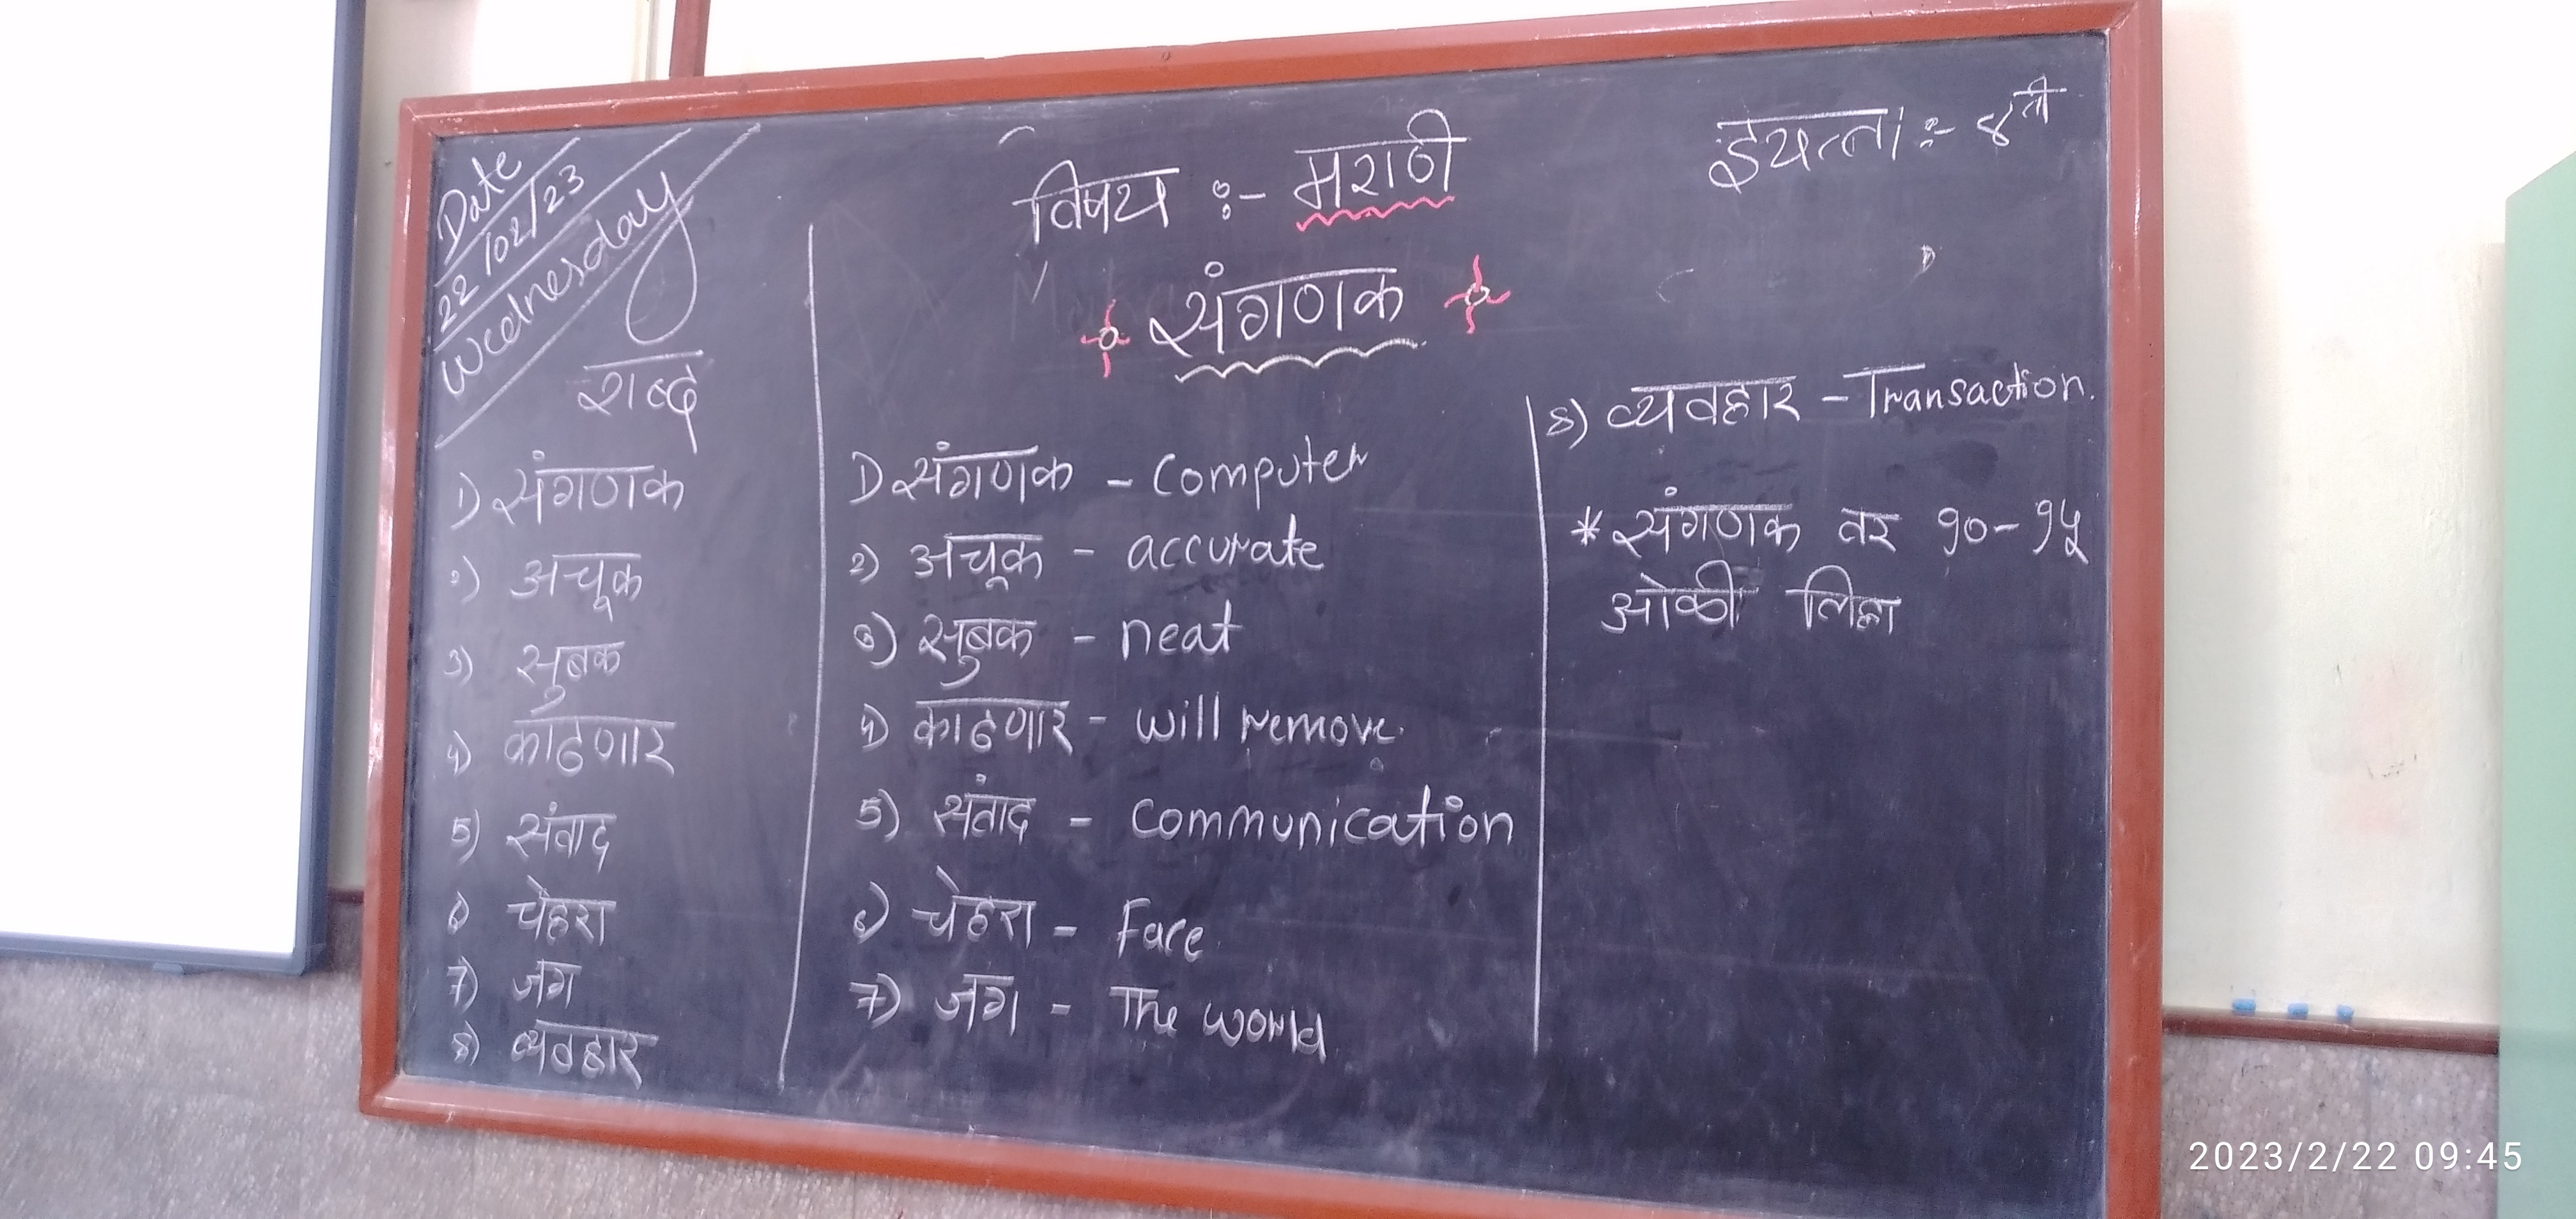 Date
22/02/23
Wednesday
विषय :- मराठी
इयत्ता :- ४ती
संगणक
शब्द
1) संगणक
2) अचूक
3) सुबक
4) काढणार
5) संवाद
6) चेहरा
7) जग
8) व्यवहार
1) संगणक - computer
2) अचूक - accurate
3) सुबक - neat
4) काढणार - will remove.
5) संवाद - communication
6) चेहरा - Face
7) जग - The world
8) व्यवहार - Transaction.
* संगणक वर १०-१५
ओळी लिहा
2023/2/22 09:45